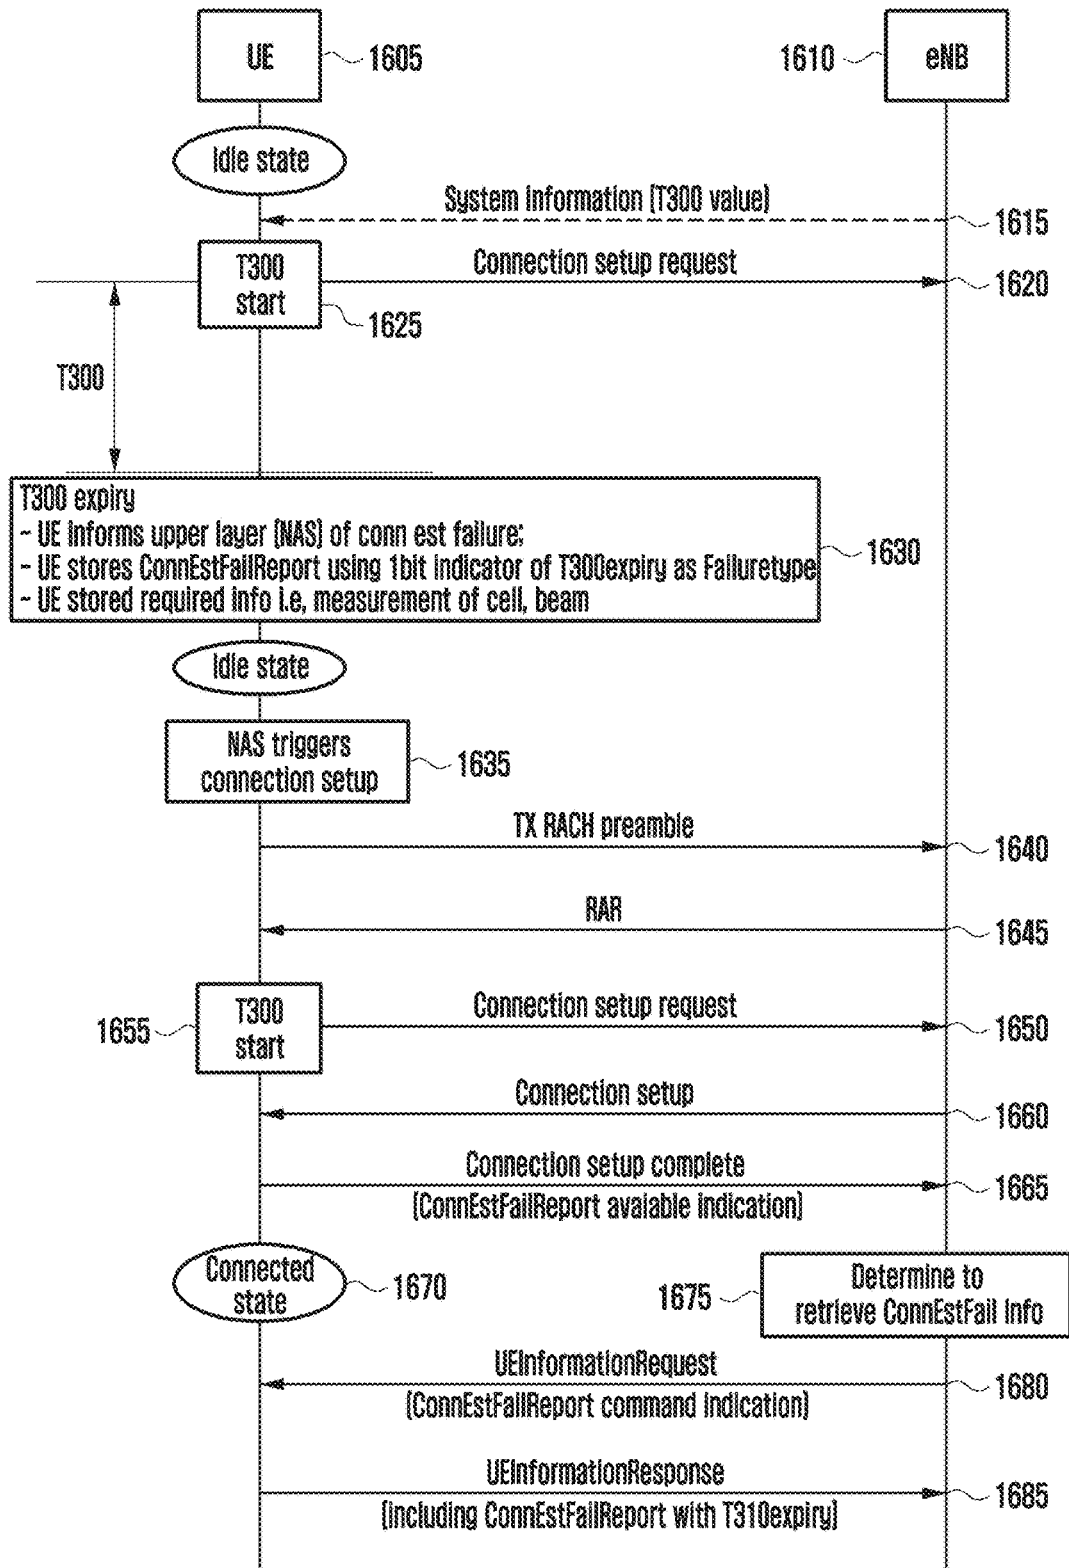 UE
1605
1610
eNB
Idle state
System Information (T300 value)
1615
T300
start
Connection setup request
1620
1625
T300
T300 expiry
- UE informs upper layer (NAS) of conn est failure;
- UE stores ConnEstFailReport using 1bit indicator of T300expiry as Failuretype
- UE stored required info i.e, measurement of cell, beam
1630
Idle state
NAS triggers
connection setup
1635
TX RACH preamble
1640
RAR
1645
1655
T300
start
Connection setup request
1650
Connection setup
1660
Connection setup complete
(ConnEstFailReport avaiable indication)
1665
Connected
state
1670
1675
Determine to
retrieve ConnEstFail Info
UEInformationRequest
(ConnEstFailReport command indication)
1680
UEInformationResponse
(including ConnEstFailReport with T310expiry)
1685